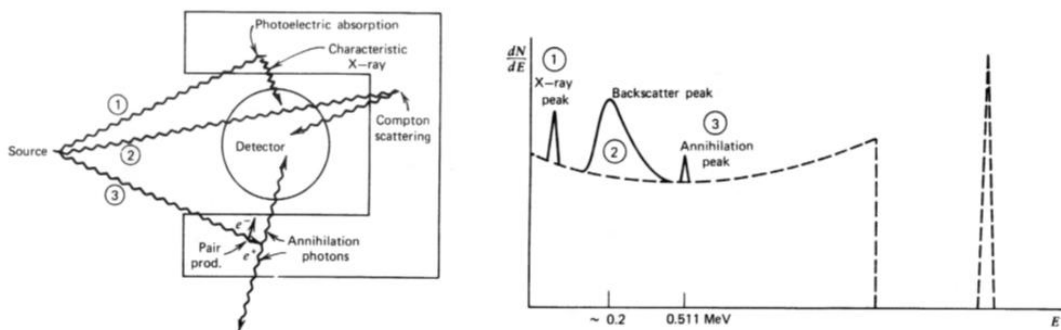 Photoelectric absorption
Characteristic
X—ray
①
Source
②
Detector
Compton
scattering
③
e⁻
Pair
prod.
e⁺
Annihilation
photons
dN
dE
①
X-ray
peak
Backscatter peak
②
③
Annihilation
peak
~ 0.2
0.511 MeV
E